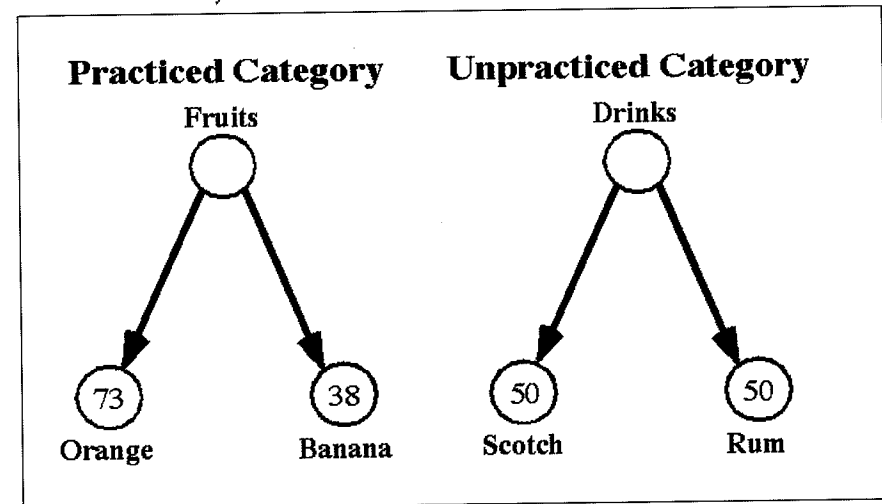 Practiced Category
Unpracticed Category
Fruits
Drinks
73
38
50
50
Orange
Banana
Scotch
Rum